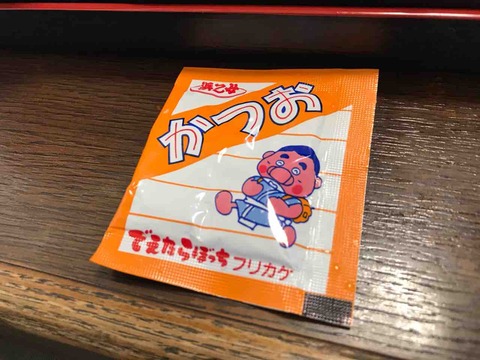 浜乙女
かつお
でえたらぼっち フリカケ